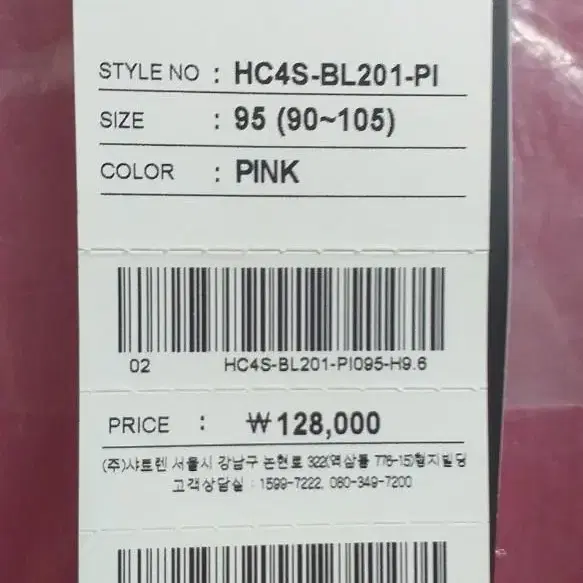 STYLE NO : HC4S-BL201-PI
SIZE : 95 (90~105)
COLOR : PINK
02 HC4S-BL201-PI095-H9.6
PRICE : ₩128,000
(주)샤트렌 서울시 강남구 논현로 322(역삼동 776-15)형지빌딩
고객상담실 : 1599-7222, 080-349-7200